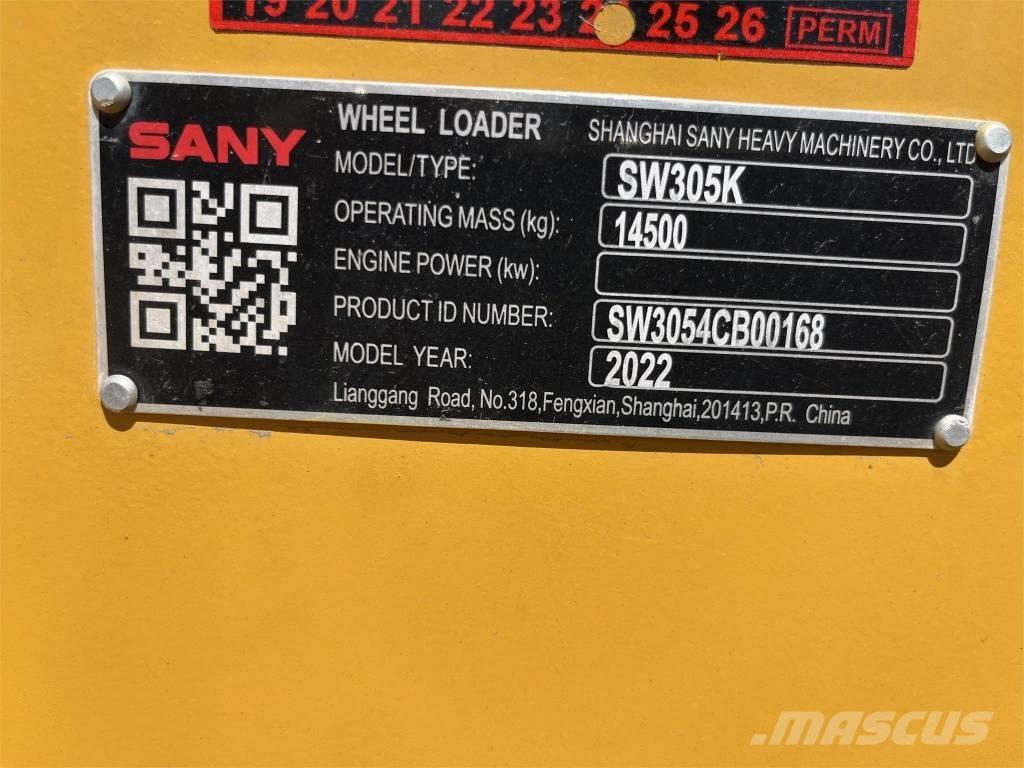 19 20 21 22 23 25 26 PERM
SANY
WHEEL LOADER
SHANGHAI SANY HEAVY MACHINERY CO., LTD
MODEL/TYPE: SW305K
OPERATING MASS (kg): 14500
ENGINE POWER (kw):
PRODUCT ID NUMBER: SW3054CB00168
MODEL YEAR: 2022
Lianggang Road, No.318,Fengxian,Shanghai,201413,P.R. China
MASCUS